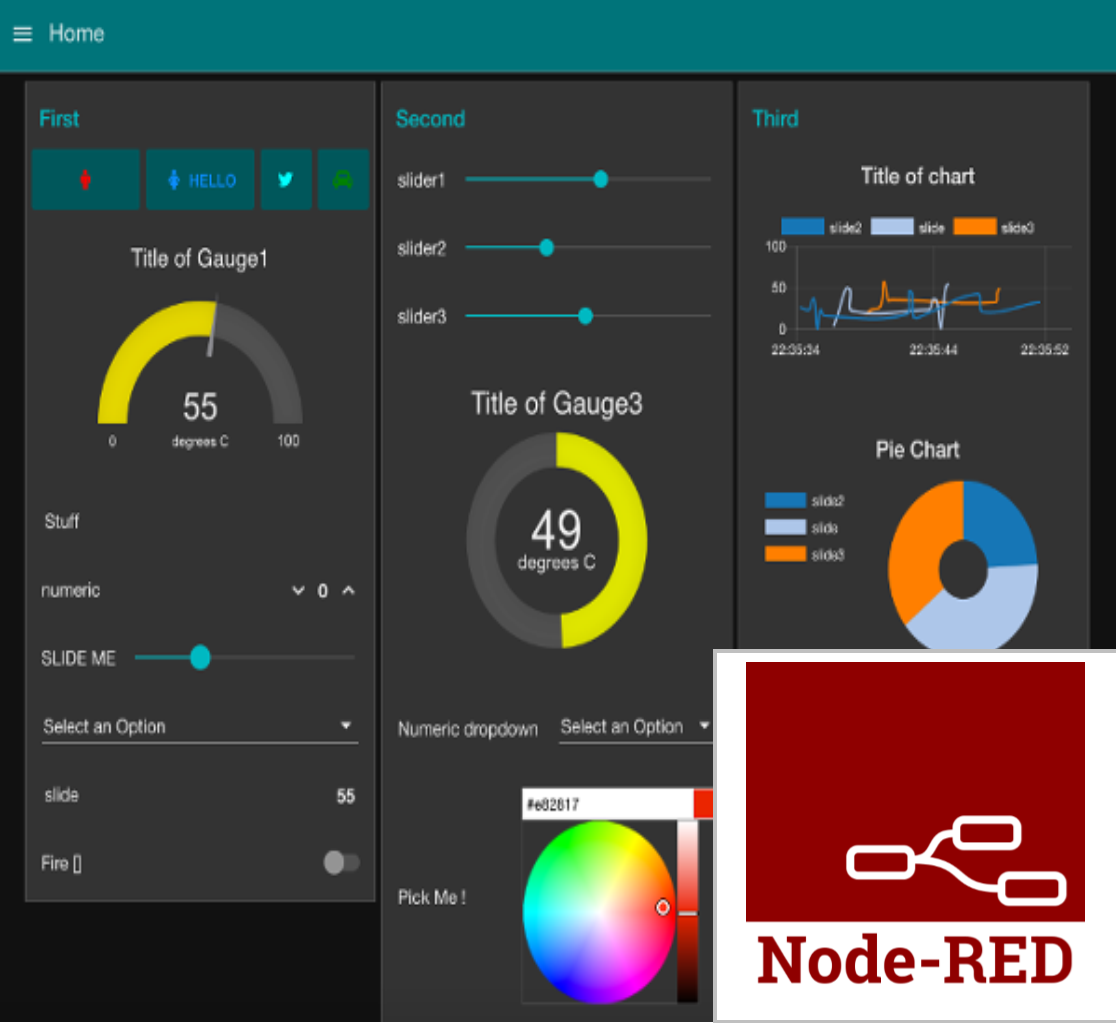 Home
First
HELLO
Title of Gauge1
55
0
degrees C
100
Stuff
numeric
0
SLIDE ME
Select an Option
slide
55
Fire []
Second
slider1
slider2
slider3
Title of Gauge3
49
degrees C
Numeric dropdown
Select an Option
#e82817
Pick Me !
Third
Title of chart
slide2 slide slide3
100
50
0
22:35:34 22:35:44 22:35:52
Pie Chart
slide2
slide
slide3
Node-RED